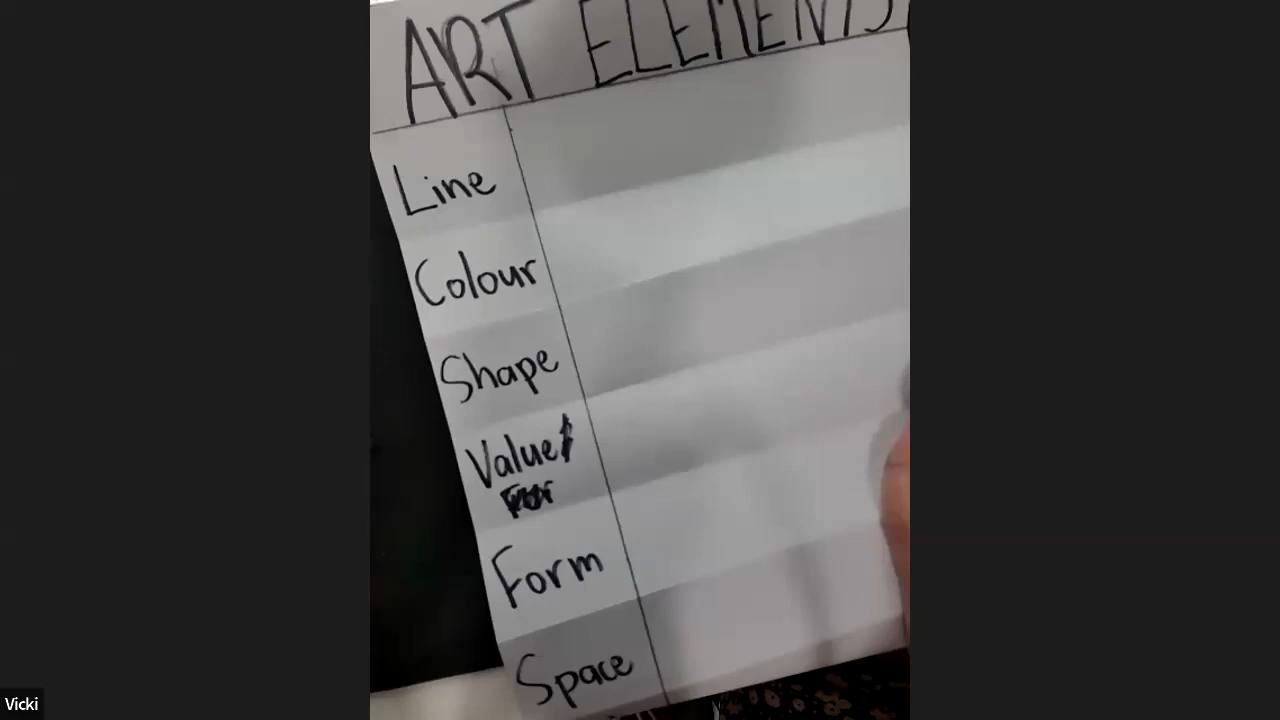 ART ELEMENTS
Line
Colour
Shape
Value
Form
Space
Vicki